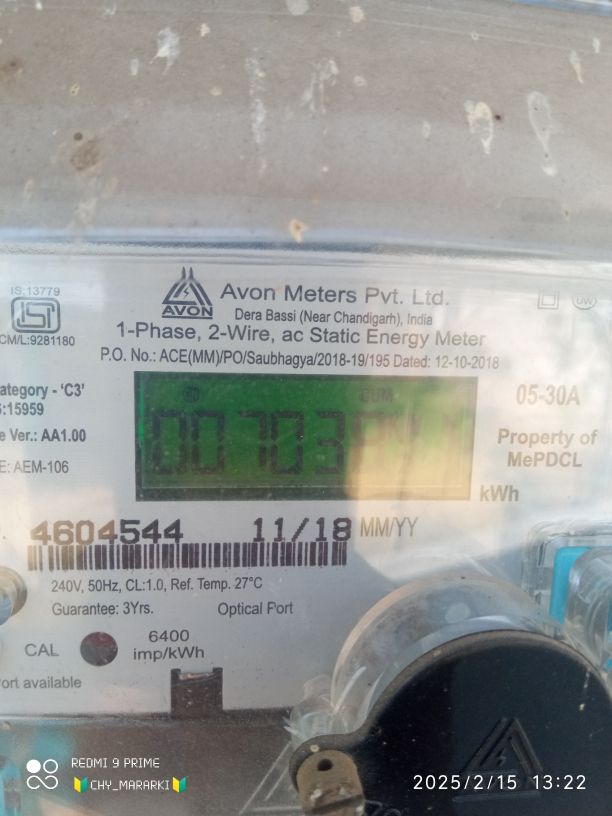 IS:13779
ISI
CM/L:9281180
AVON
Avon Meters Pvt. Ltd.
Dera Bassi (Near Chandigarh), India
UW
1-Phase, 2-Wire, ac Static Energy Meter
P.O. No.: ACE(MM)/PO/Saubhagya/2018-19/195 Dated: 12-10-2018
ategory - 'C3'
:15959
e Ver.: AA1.00
E: AEM-106
CUM
05-30A
Property of
MePDCL
kWh
4604544 11/18 MM/YY
240V, 50Hz, CL:1.0, Ref. Temp. 27°C
Guarantee: 3Yrs. Optical Port
CAL 6400
imp/kWh
ort available
REDMI 9 PRIME
🔰CHY_MARARKI🔰
2025/2/15 13:22